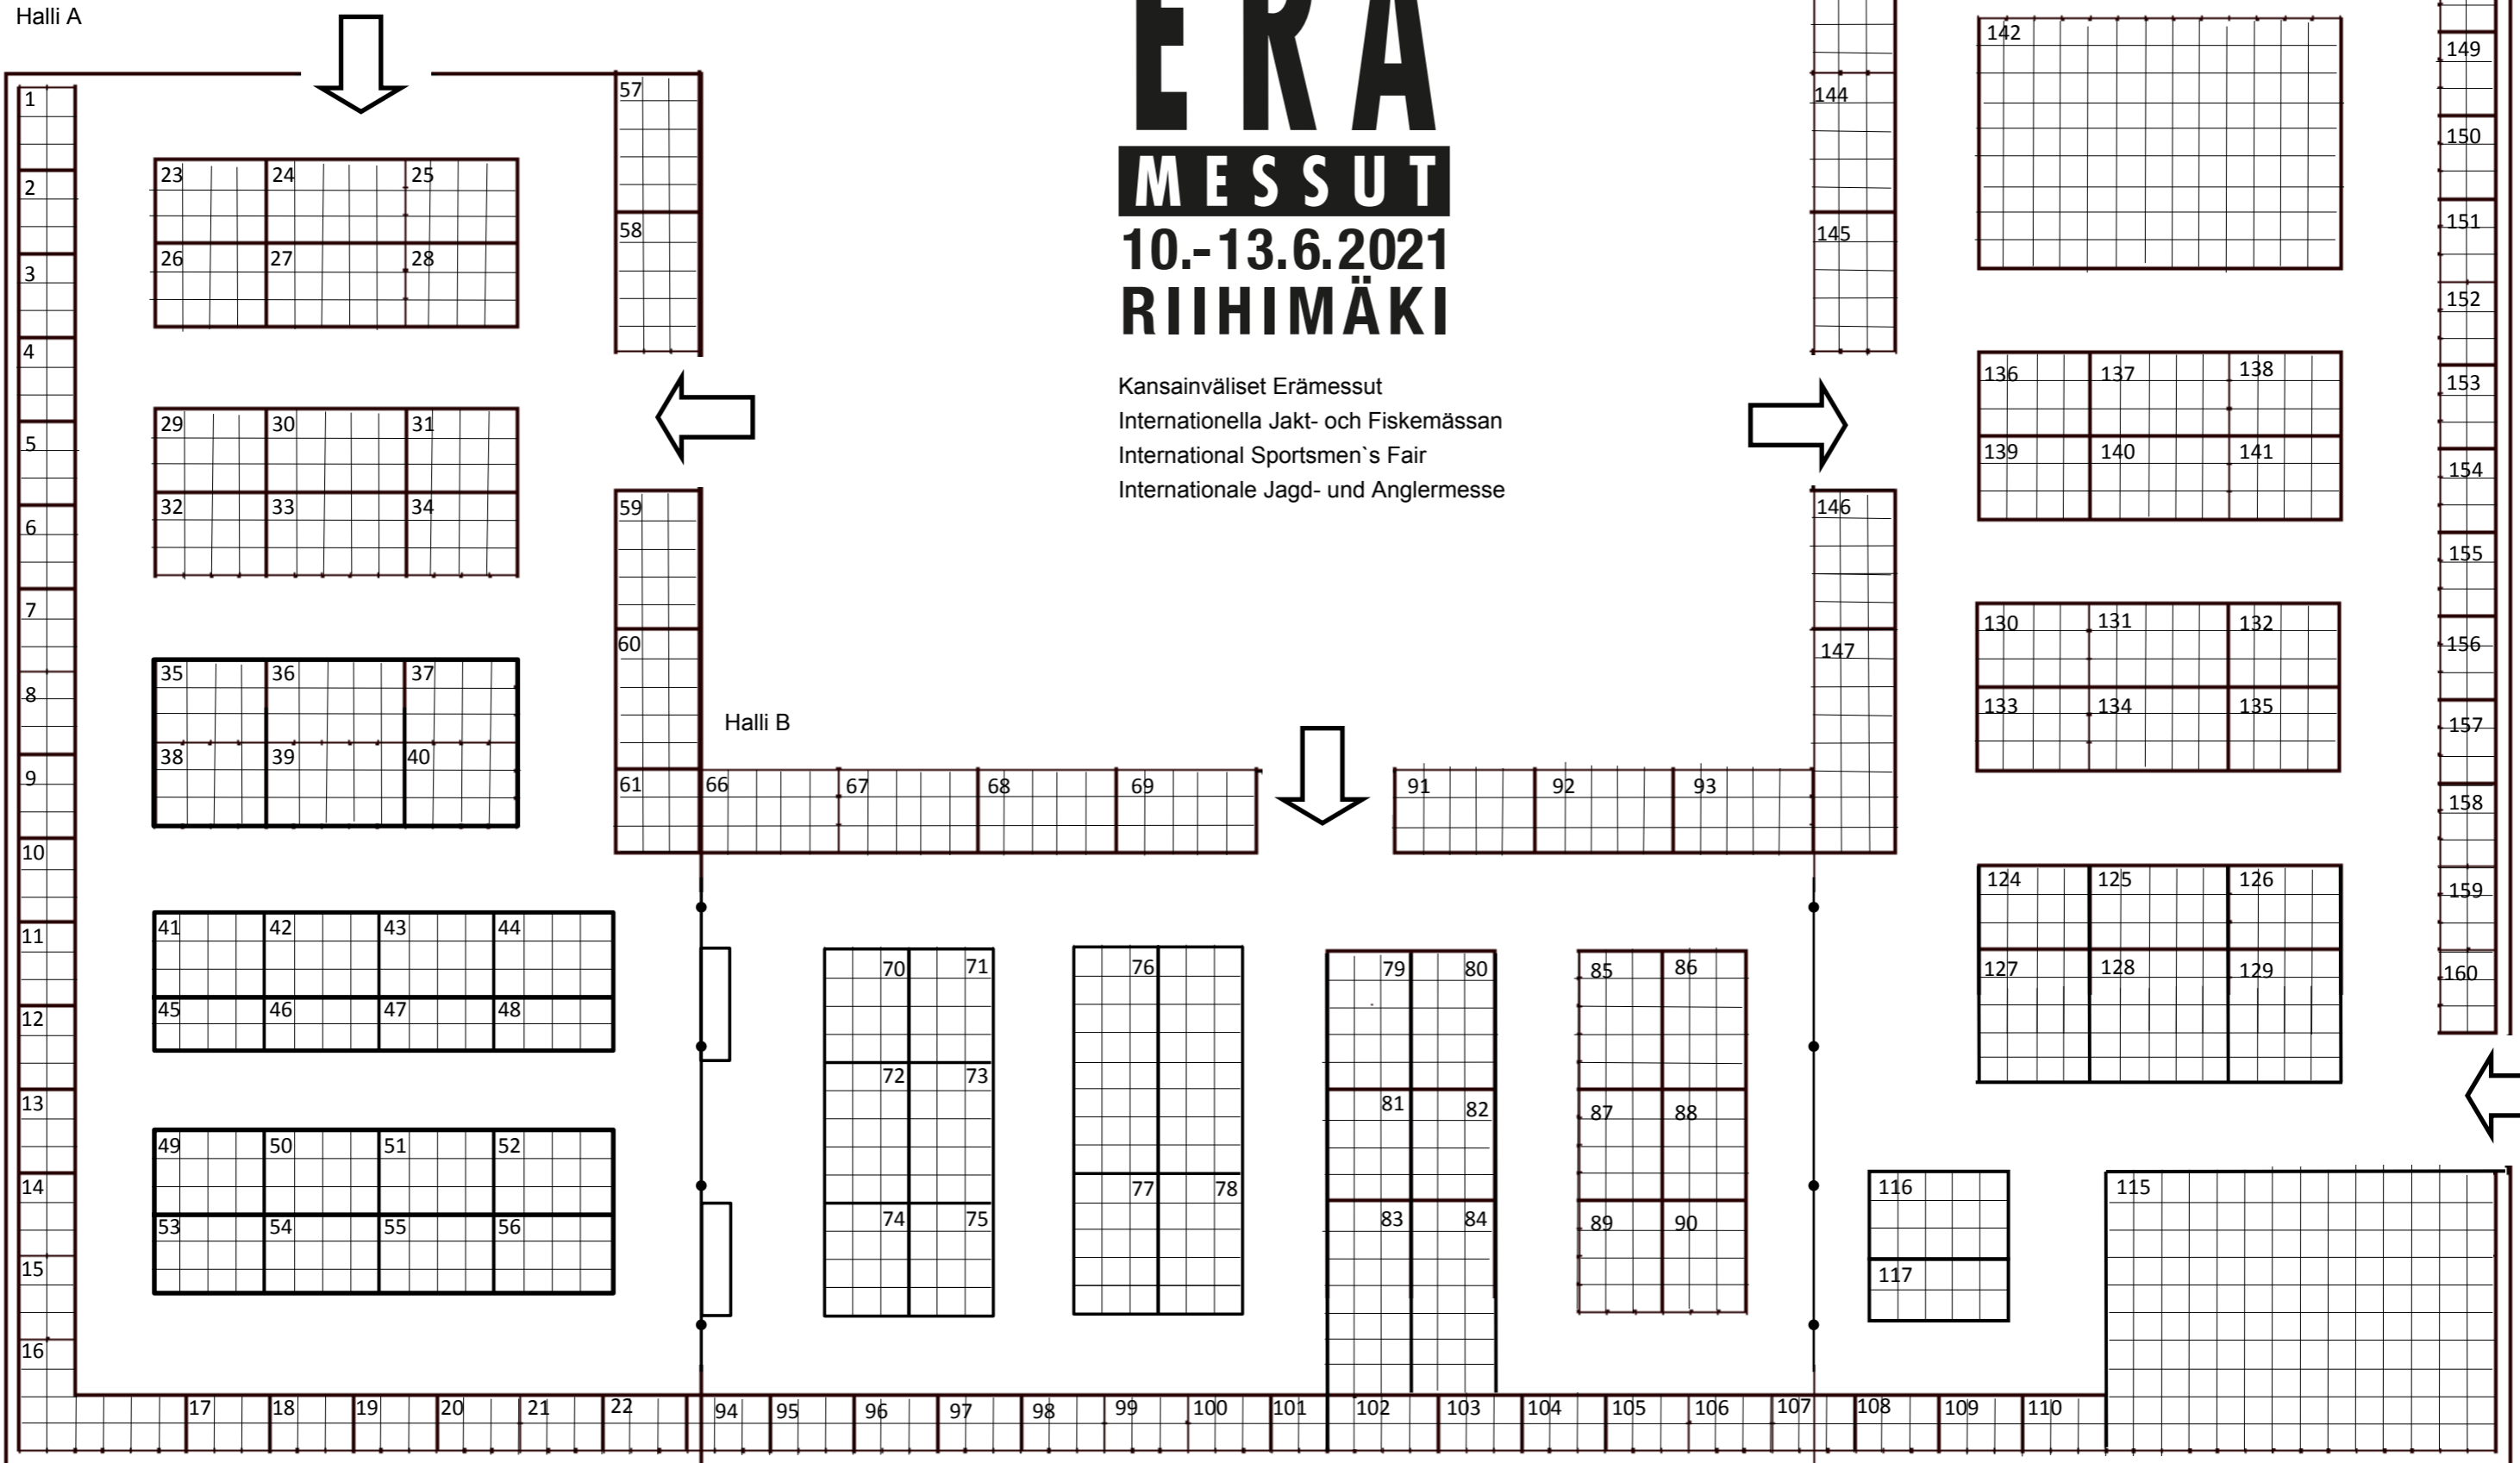 Halli A
ERÄ
MESSUT
10.-13.6.2021
RIIHIMÄKI
Kansainväliset Erämessut
Internationella Jakt- och Fiskemässan
International Sportsmen`s Fair
Internationale Jagd- und Anglermesse
Halli B
1
2
3
4
5
6
7
8
9
10
11
12
13
14
15
16
17 18 19 20 21 22
23 24 25
26 27 28
29 30 31
32 33 34
35 36 37
38 39 40
41 42 43 44
45 46 47 48
49 50 51 52
53 54 55 56
57
58
59
60
61 66 67 68 69
70 71
72 73
74 75
76
77 78
79 80
81 82
83 84
85 86
87 88
89 90
91 92 93
94 95 96 97 98 99 100 101 102 103 104 105 106 107 108 109 110
115
116
117
124 125 126
127 128 129
130 131 132
133 134 135
136 137 138
139 140 141
142
144
145
146
147
149
150
151
152
153
154
155
156
157
158
159
160